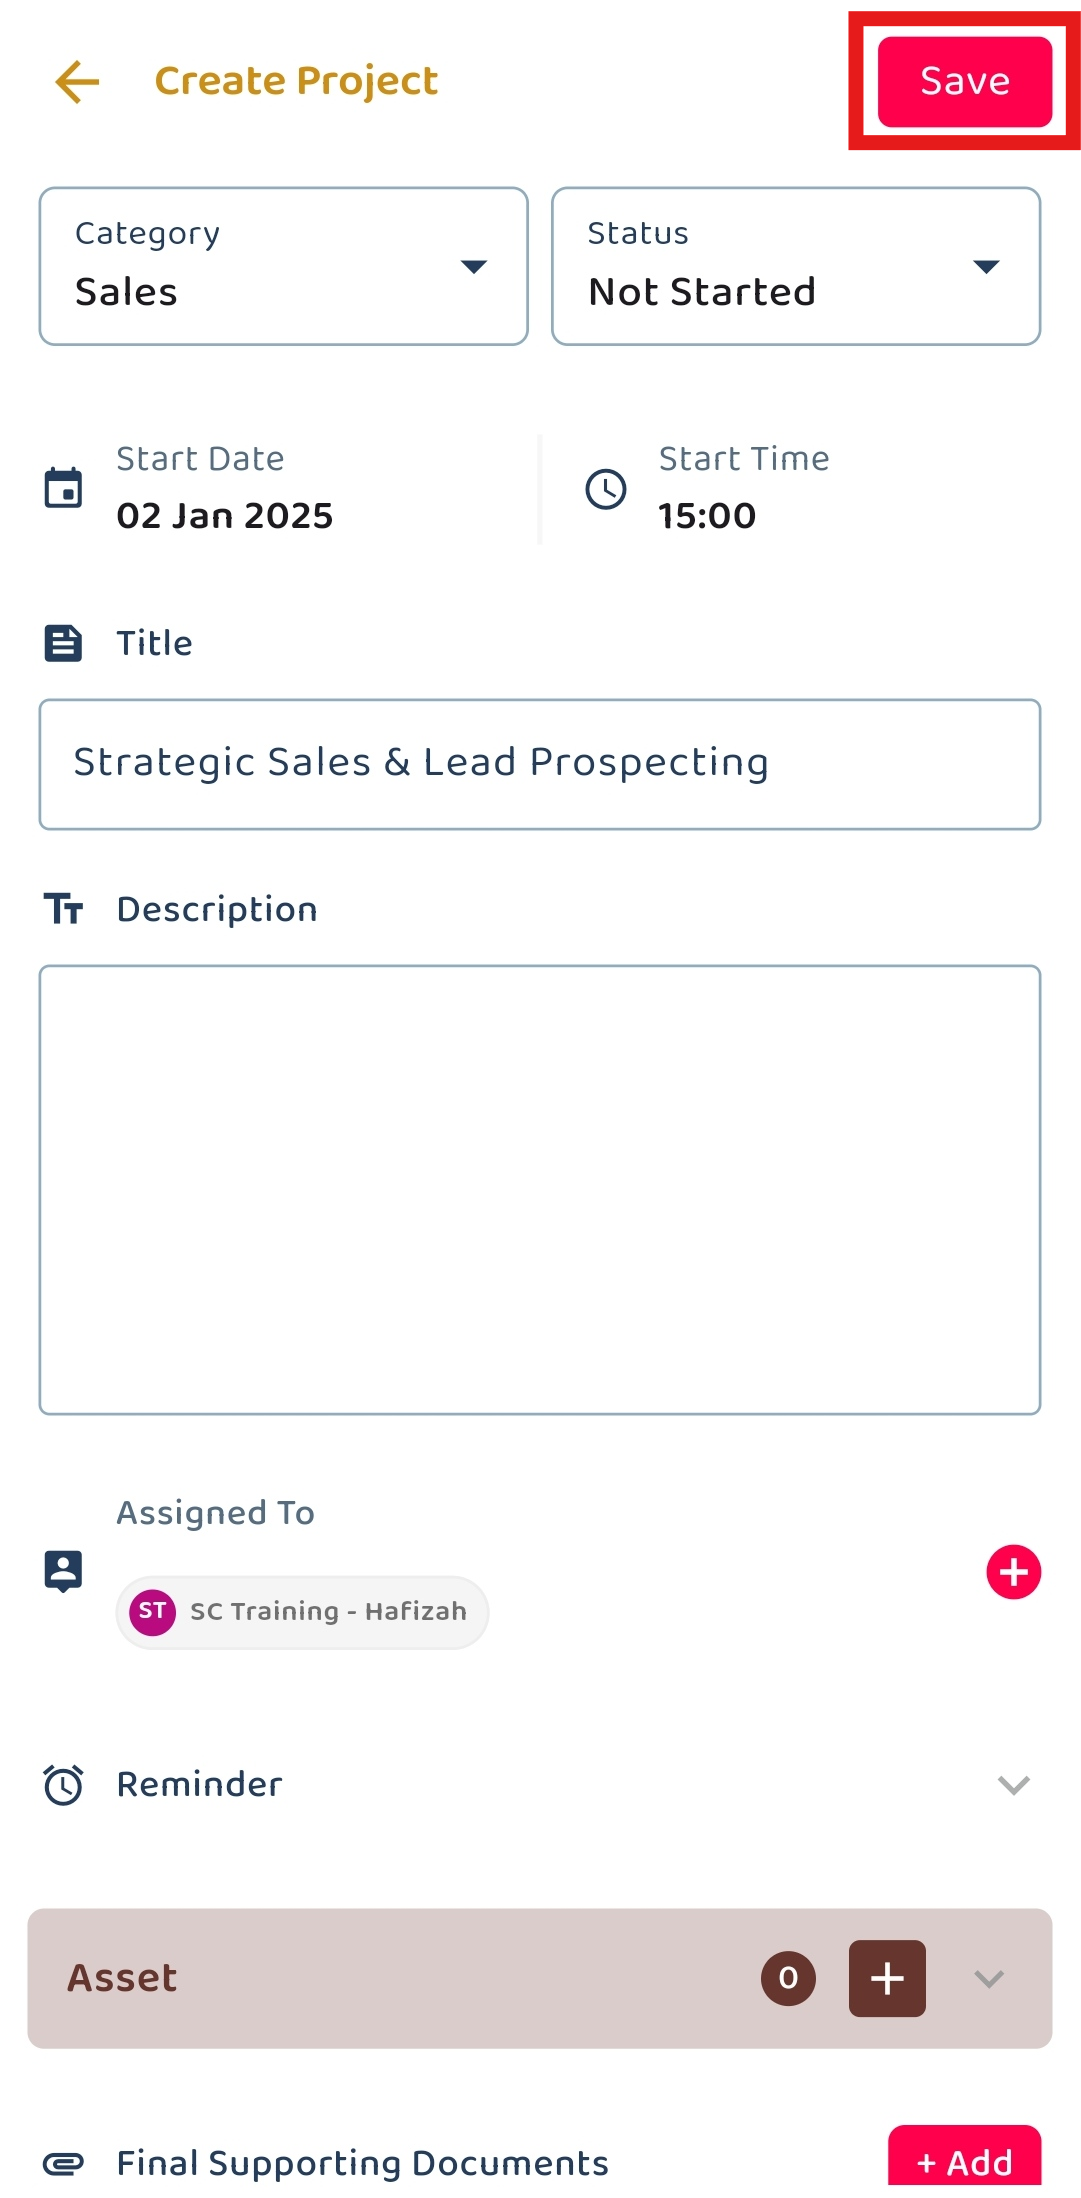 Create Project
Save
Category
Sales
Status
Not Started
Start Date
02 Jan 2025
Start Time
15:00
Title
Strategic Sales & Lead Prospecting
Description
Assigned To
ST SC Training - Hafizah
Reminder
Asset
0
Final Supporting Documents
+ Add